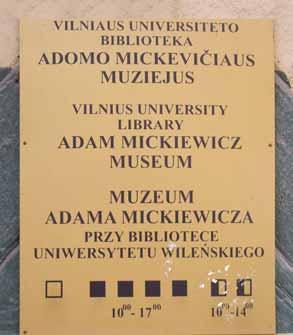 VILNIAUS UNIVERSITETO
BIBLIOTEKA
ADOMO MICKEVIČIAUS
MUZIEJUS
VILNIUS UNIVERSITY
LIBRARY
ADAM MICKIEWICZ
MUSEUM
MUZEUM
ADAMA MICKIEWICZA
PRZY BIBLIOTECE
UNIWERSYTETU WILEŃSKIEGO
10⁰⁰- 17⁰⁰ 10⁰⁰-14⁰⁰